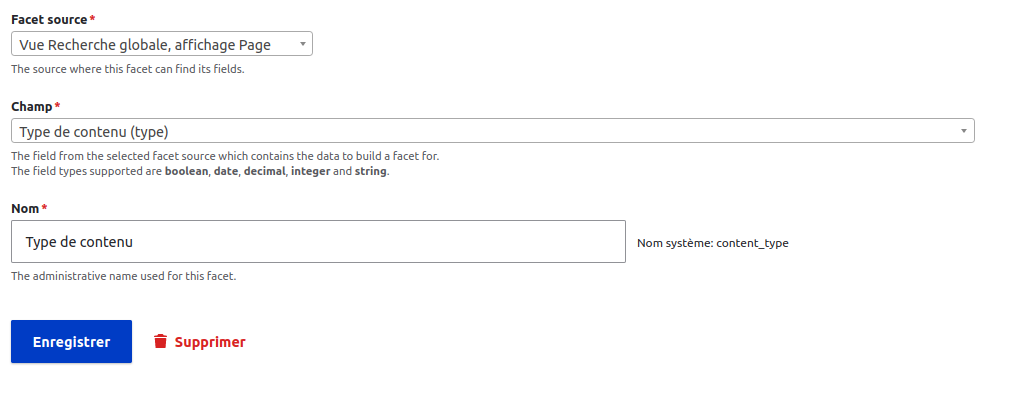 Facet source*
Vue Recherche globale, affichage Page
The source where this facet can find its fields.
Champ*
Type de contenu (type)
The field from the selected facet source which contains the data to build a facet for.
The field types supported are boolean, date, decimal, integer and string.
Nom*
Type de contenu
Nom système: content_type
The administrative name used for this facet.
Enregistrer
Supprimer